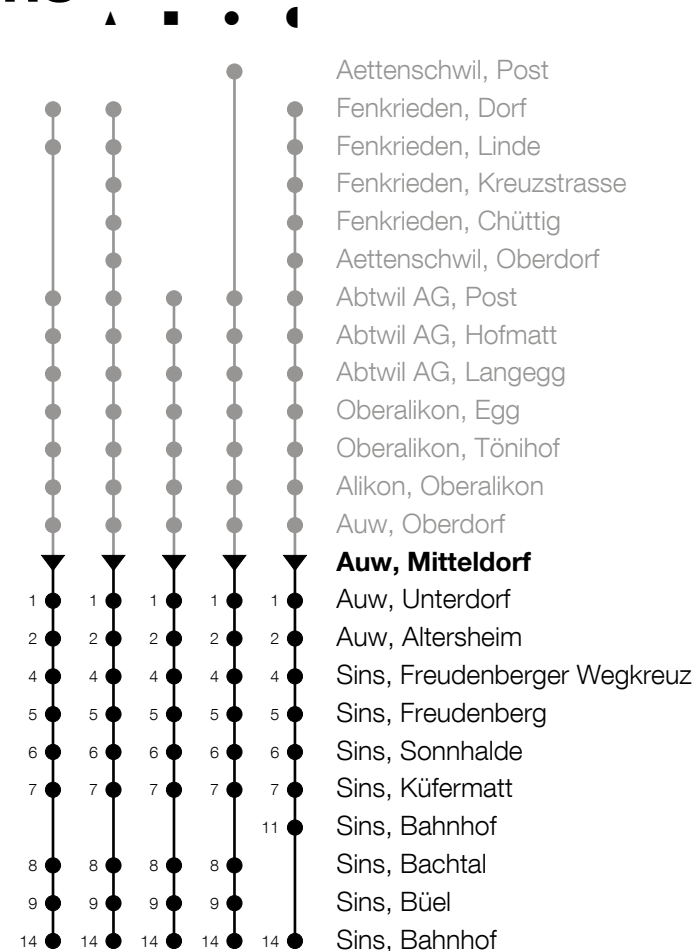 ▲ ■ ● ◖
Aettenschwil, Post
Fenkrieden, Dorf
Fenkrieden, Linde
Fenkrieden, Kreuzstrasse
Fenkrieden, Chüttig
Aettenschwil, Oberdorf
Abtwil AG, Post
Abtwil AG, Hofmatt
Abtwil AG, Langegg
Oberalikon, Egg
Oberalikon, Tönihof
Alikon, Oberalikon
Auw, Oberdorf
Auw, Mitteldorf
1 1 1 1 1 Auw, Unterdorf
2 2 2 2 2 Auw, Altersheim
4 4 4 4 4 Sins, Freudenberger Wegkreuz
5 5 5 5 5 Sins, Freudenberg
6 6 6 6 6 Sins, Sonnhalde
7 7 7 7 7 Sins, Küfermatt
11 Sins, Bahnhof
8 8 8 8 Sins, Bachtal
9 9 9 9 Sins, Büel
14 14 14 14 14 Sins, Bahnhof